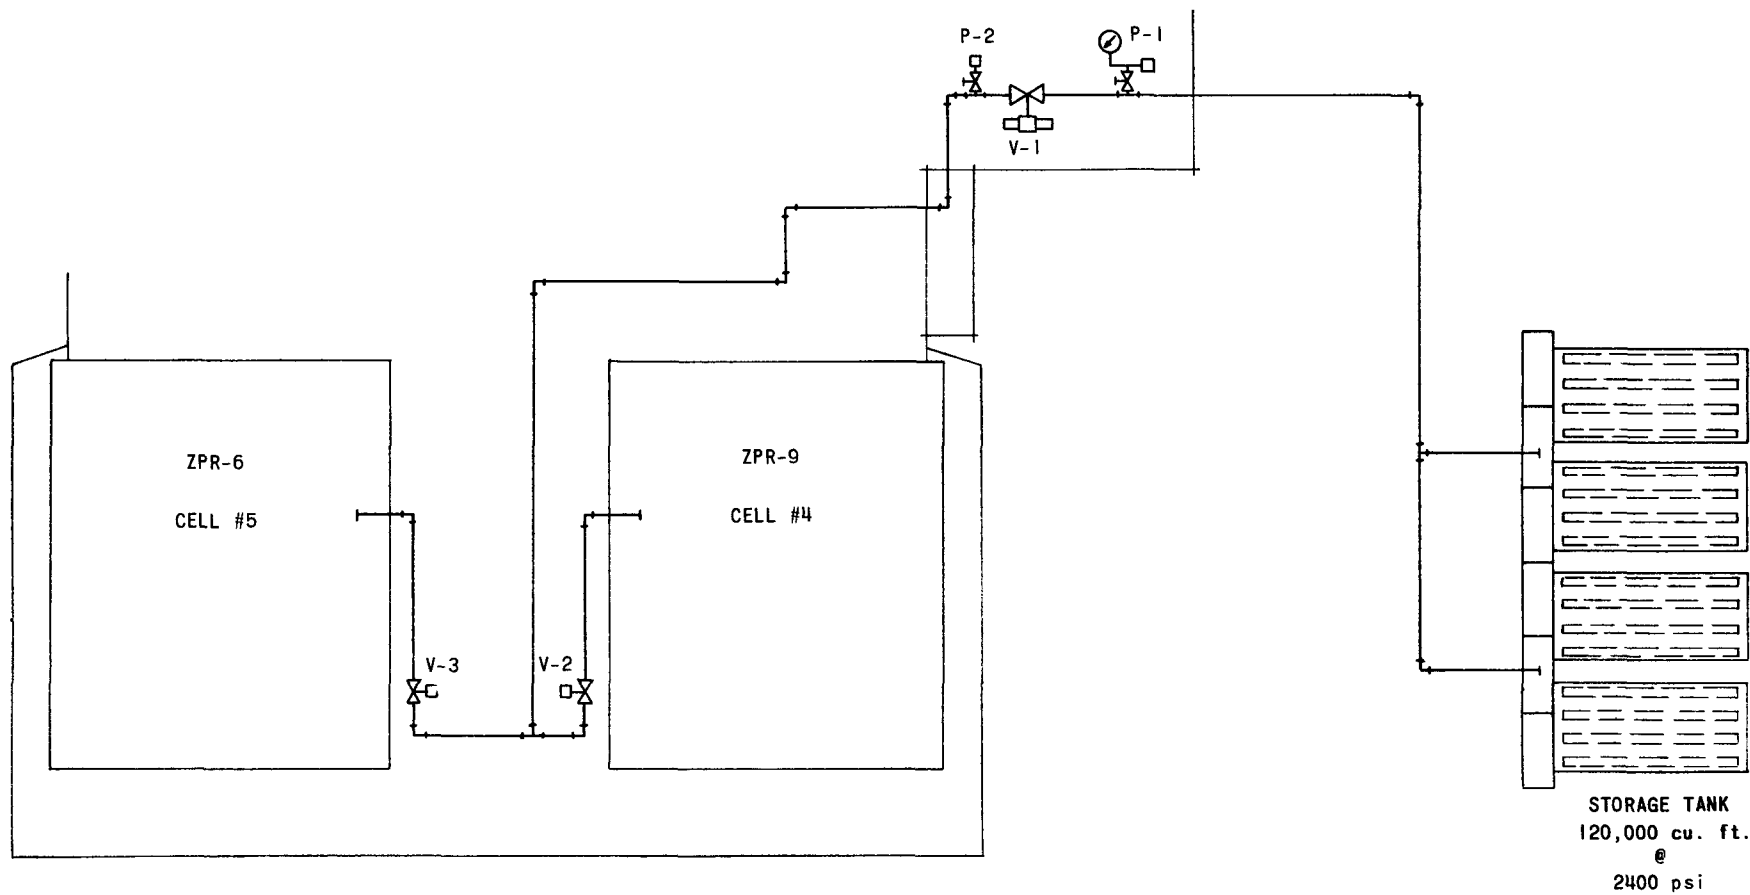 P-2
P-1
V-1
ZPR-6
CELL #5
ZPR-9
CELL #4
V-3
V-2
STORAGE TANK
120,000 cu. ft.
@
2400 psi